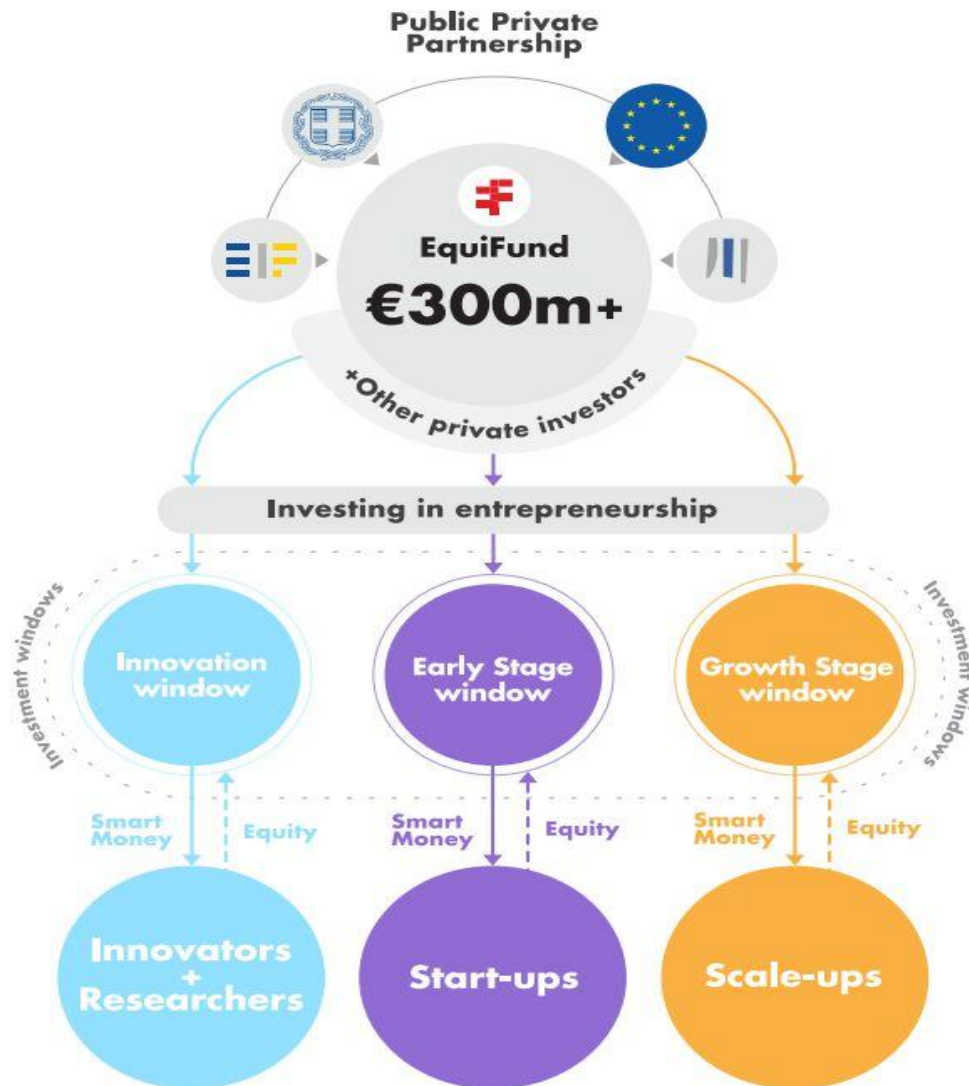 Public Private
Partnership
EIF
EquiFund
€300m+
+Other private investors
Investing in entrepreneurship
Investment windows
Investment windows
Innovation
window
Early Stage
window
Growth Stage
window
Smart
Money
Equity
Smart
Money
Equity
Smart
Money
Equity
Innovators
+
Researchers
Start-ups
Scale-ups